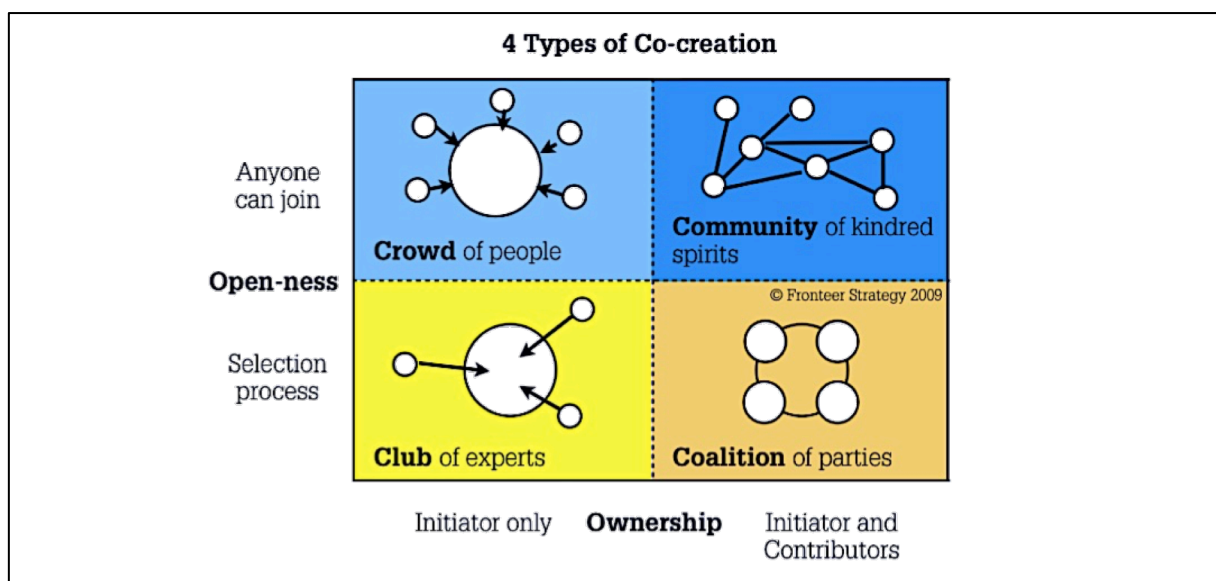 4 Types of Co-creation
Anyone
can join
Crowd of people
Community of kindred
spirits
Open-ness
© Fronteer Strategy 2009
Selection
process
Club of experts
Coalition of parties
Initiator only
Ownership
Initiator and
Contributors